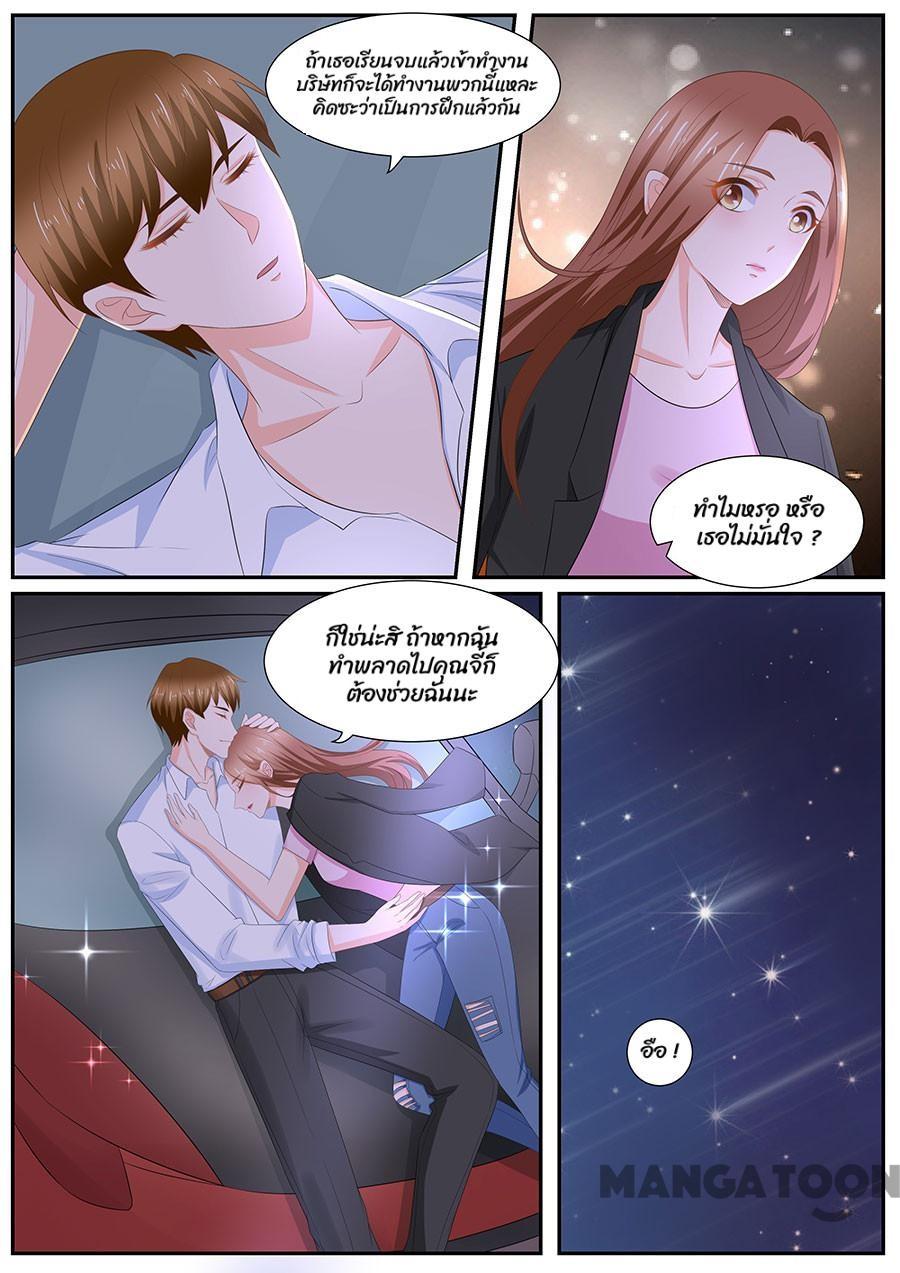 ถ้าเธอเรียนจบแล้วเข้าทำงาน
บริษัทก็จะได้ทำงานพวกนี้แหละ
คิดซะว่าเป็นการฝึกแล้วกัน
ทำไมหรอ หรือ
เธอไม่มั่นใจ ?
ก็ใช่น่ะสิ ถ้าหากฉัน
ทำพลาดไปคุณจี้ก็
ต้องช่วยฉันนะ
อือ !
MANGATOON